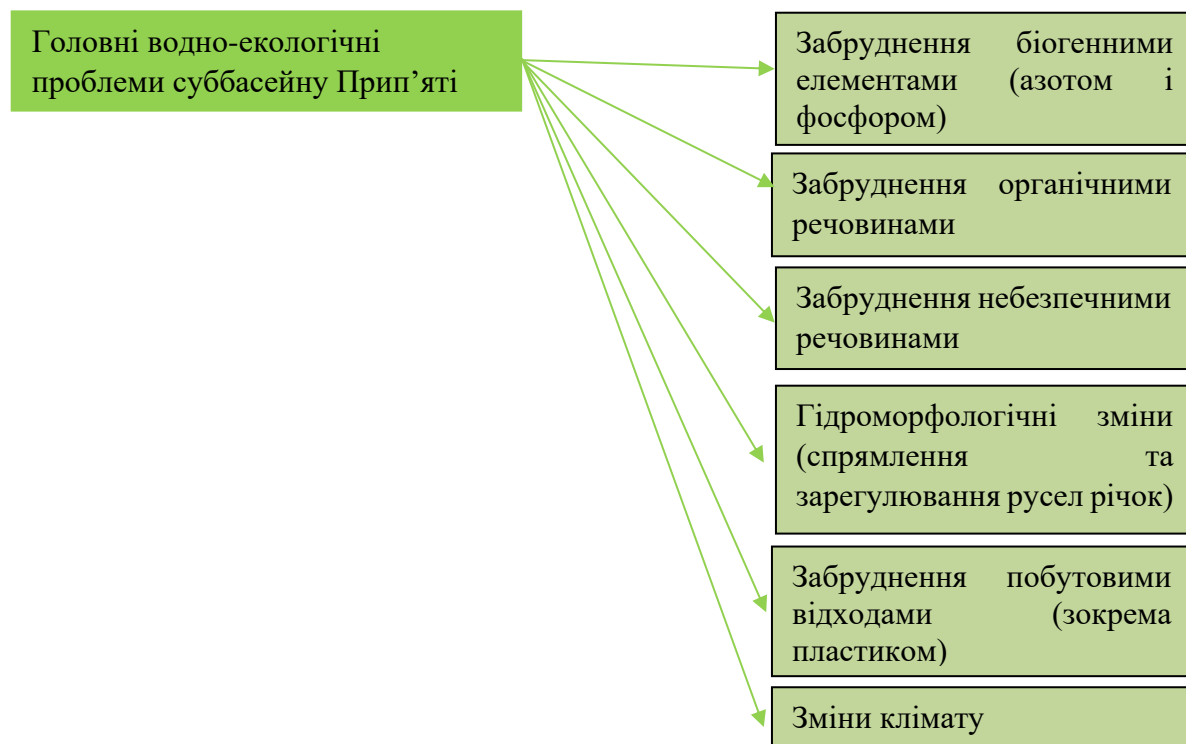 Головні водно-екологічні
проблеми суббасейну Прип’яті
Забруднення біогенними
елементами (азотом і
фосфором)
Забруднення органічними
речовинами
Забруднення небезпечними
речовинами
Гідроморфологічні зміни
(спрямлення та
зарегулювання русел річок)
Забруднення побутовими
відходами (зокрема
пластиком)
Зміни клімату